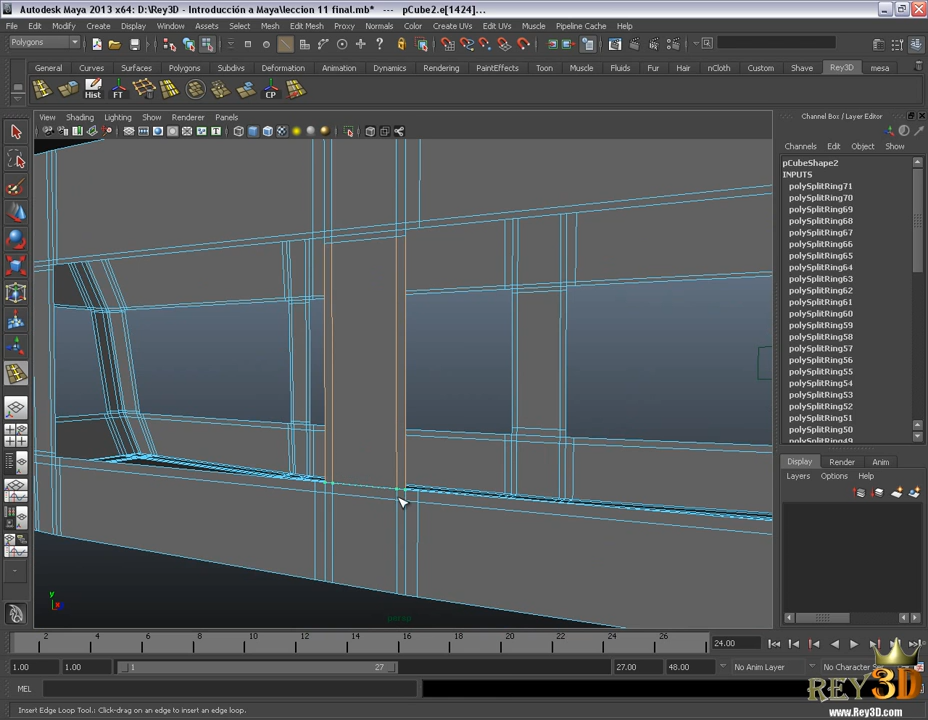 Autodesk Maya 2013 x64: D:\Rey3D\Rey3D - Introducción a Maya\leccion 11 final.mb* --- pCube2.e[1424]...
File Edit Modify Create Display Window Assets Select Mesh Edit Mesh Proxy Normals Color Create UVs Edit UVs Muscle Pipeline Cache Help
Polygons
General Curves Surfaces Polygons Subdivs Deformation Animation Dynamics Rendering PaintEffects Toon Muscle Fluids Fur Hair nCloth Custom Shave Rey3D mesa
Hist FT CP
View Shading Lighting Show Renderer Panels
Channel Box / Layer Editor
Channels Edit Object Show
pCubeShape2
INPUTS
polySplitRing71
polySplitRing70
polySplitRing69
polySplitRing68
polySplitRing67
polySplitRing66
polySplitRing65
polySplitRing64
polySplitRing63
polySplitRing62
polySplitRing61
polySplitRing60
polySplitRing59
polySplitRing58
polySplitRing57
polySplitRing56
polySplitRing55
polySplitRing54
polySplitRing53
polySplitRing52
polySplitRing51
polySplitRing50
polySplitRing49
Display Render Anim
Layers Options Help
y
x
persp
2 4 6 8 10 12 14 16 18 20 22 24 26
24.00
1.00 1.00 1 27 27.00 48.00 No Anim Layer No Character Se
MEL
REY3D
www.Rey3D.com
Insert Edge Loop Tool.: Click-drag on an edge to insert an edge loop.